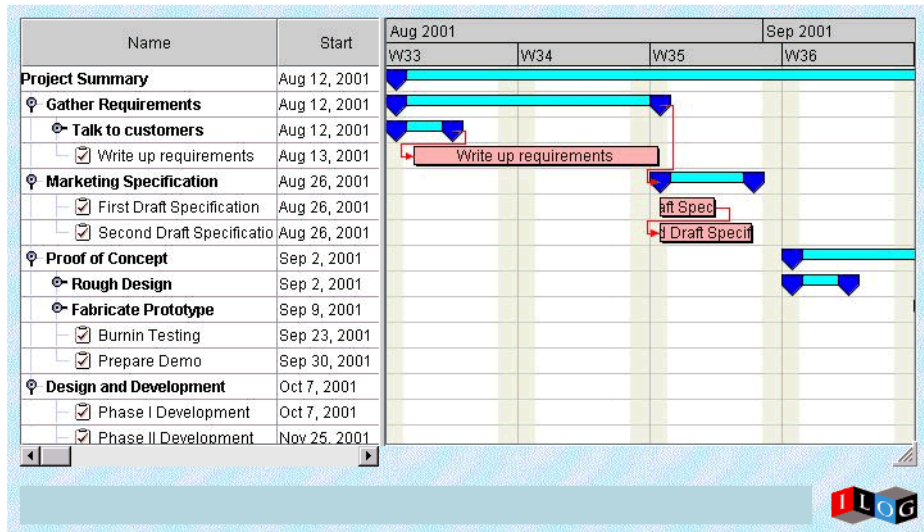 Name Start Aug 2001 Sep 2001
W33 W34 W35 W36
Project Summary Aug 12, 2001
Gather Requirements Aug 12, 2001
Talk to customers Aug 12, 2001
Write up requirements Aug 13, 2001 Write up requirements
Marketing Specification Aug 26, 2001
First Draft Specification Aug 26, 2001 aft Spec
Second Draft Specificatio Aug 26, 2001 d Draft Specif
Proof of Concept Sep 2, 2001
Rough Design Sep 2, 2001
Fabricate Prototype Sep 9, 2001
Burnin Testing Sep 23, 2001
Prepare Demo Sep 30, 2001
Design and Development Oct 7, 2001
Phase I Development Oct 7, 2001
Phase II Development Nov 25, 2001
ILOG